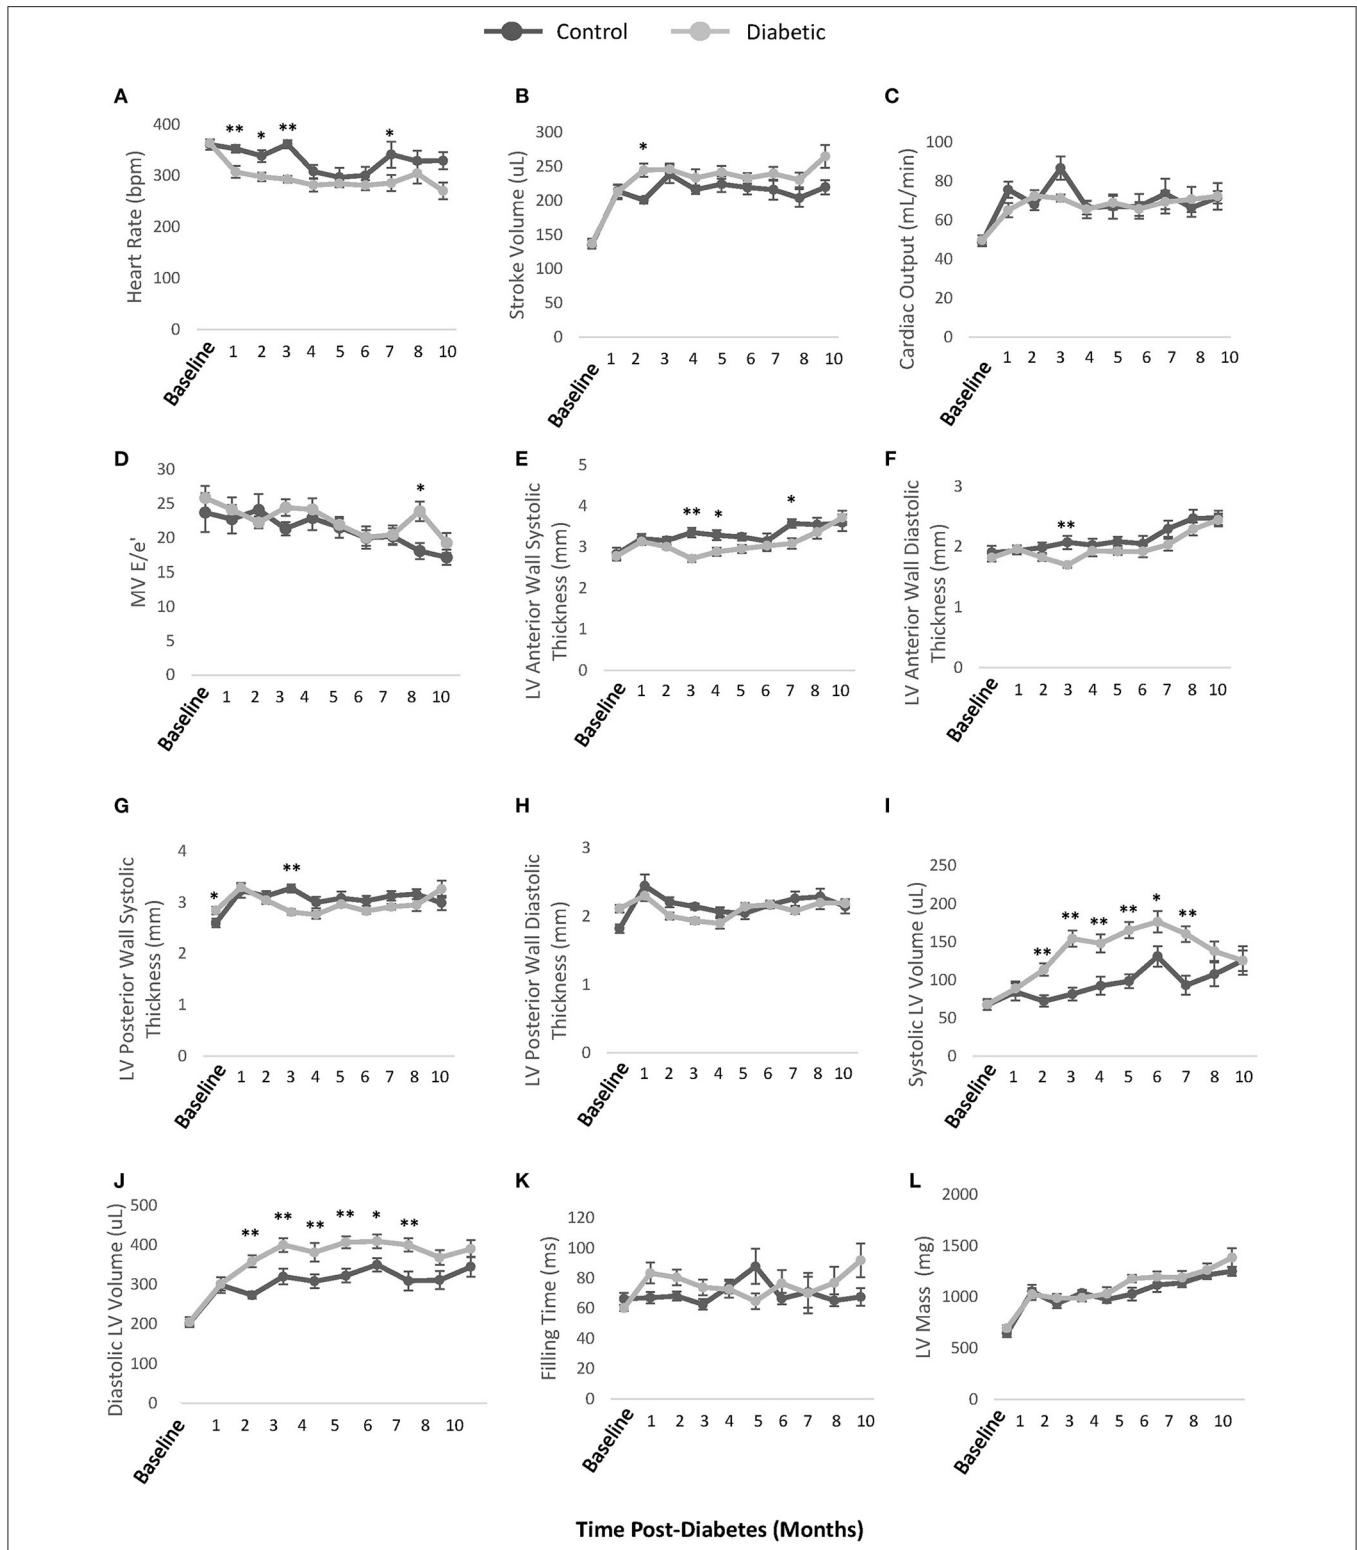 Control Diabetic
A
** * ** *
Heart Rate (bpm)
400
300
200
100
0
Baseline 1 2 3 4 5 6 7 8 10
B
*
Stroke Volume (uL)
300
250
200
150
100
50
0
Baseline 1 2 3 4 5 6 7 8 10
C
Cardiac Output (mL/min)
100
80
60
40
20
0
Baseline 1 2 3 4 5 6 7 8 10
D
*
MV E/e'
30
25
20
15
10
5
0
Baseline 1 2 3 4 5 6 7 8 10
E
** * *
LV Anterior Wall Systolic
Thickness (mm)
5
4
3
2
1
0
Baseline 1 2 3 4 5 6 7 8 10
F
**
LV Anterior Wall Diastolic
Thickness (mm)
3
2
1
0
Baseline 1 2 3 4 5 6 7 8 10
G
* **
LV Posterior Wall Systolic
Thickness (mm)
4
3
2
1
0
Baseline 1 2 3 4 5 6 7 8 10
H
LV Posterior Wall Diastolic
Thickness (mm)
3
2
1
0
Baseline 1 2 3 4 5 6 7 8 10
I
** ** ** ** * **
Systolic LV Volume (uL)
250
200
150
100
50
0
Baseline 1 2 3 4 5 6 7 8 10
J
** ** ** ** * **
Diastolic LV Volume (uL)
500
400
300
200
100
0
Baseline 1 2 3 4 5 6 7 8 10
K
Filling Time (ms)
120
100
80
60
40
20
0
Baseline 1 2 3 4 5 6 7 8 10
L
LV Mass (mg)
2000
1500
1000
500
0
Baseline 1 2 3 4 5 6 7 8 10
Time Post-Diabetes (Months)